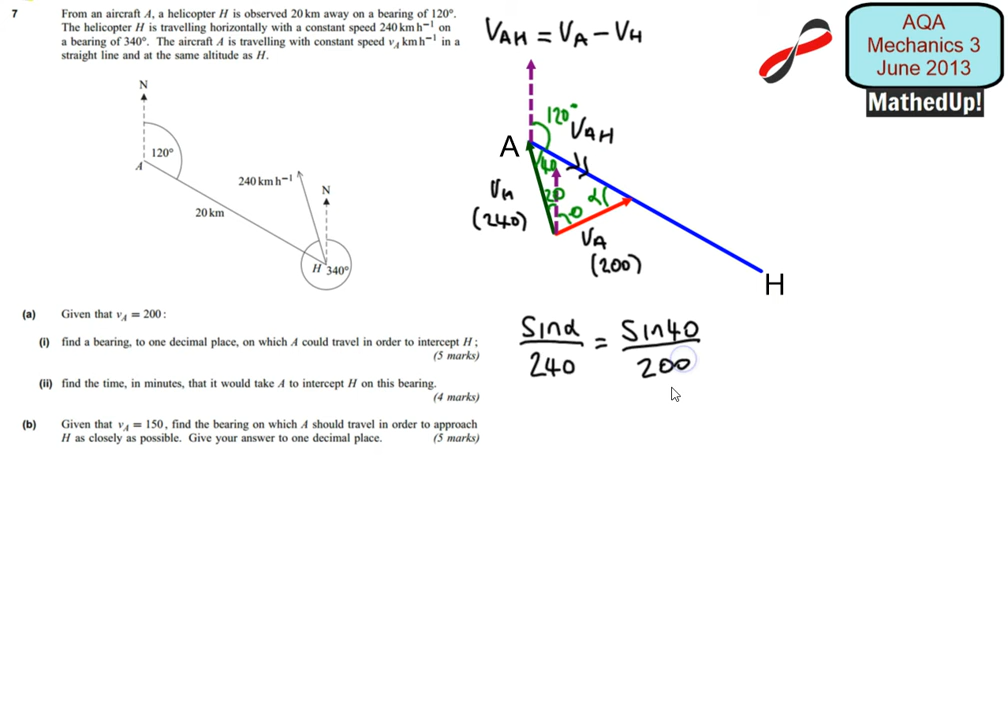 7 From an aircraft A, a helicopter H is observed 20 km away on a bearing of 120°.
The helicopter H is travelling horizontally with a constant speed 240 km h⁻¹ on
a bearing of 340°. The aircraft A is travelling with constant speed v_A km h⁻¹ in a
straight line and at the same altitude as H.
N
120°
A
240 km h⁻¹
N
20 km
H 340°
(a) Given that v_A = 200 :
(i) find a bearing, to one decimal place, on which A could travel in order to intercept H ;
(5 marks)
(ii) find the time, in minutes, that it would take A to intercept H on this bearing.
(4 marks)
(b) Given that v_A = 150, find the bearing on which A should travel in order to approach
H as closely as possible. Give your answer to one decimal place. (5 marks)
V_AH = V_A − V_H
120°
V_AH
A
40
V_H
(240)
20
α
V_A
(200)
H
Sinα/240 = Sin40/200
AQA
Mechanics 3
June 2013
MathedUp!